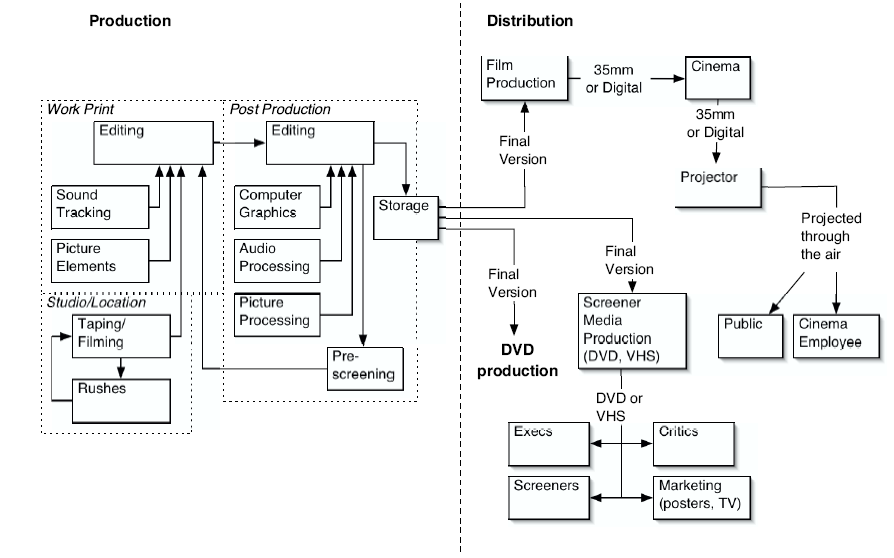 Production
Distribution
Work Print
Post Production
Editing
Editing
Sound
Tracking
Picture
Elements
Computer
Graphics
Audio
Processing
Picture
Processing
Storage
Studio/Location
Taping/
Filming
Rushes
Pre-
screening
Film
Production
35mm
or Digital
Cinema
35mm
or Digital
Projector
Projected
through
the air
Public
Cinema
Employee
Final
Version
Final
Version
Final
Version
DVD
production
Screener
Media
Production
(DVD, VHS)
DVD or
VHS
Execs
Critics
Screeners
Marketing
(posters, TV)